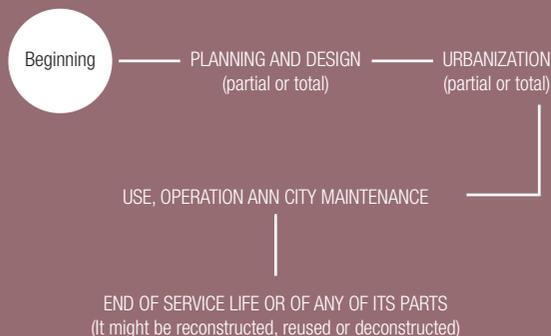 Beginning
PLANNING AND DESIGN
(partial or total)
URBANIZATION
(partial or total)
USE, OPERATION ANN CITY MAINTENANCE
END OF SERVICE LIFE OR OF ANY OF ITS PARTS
(It might be reconstructed, reused or deconstructed)